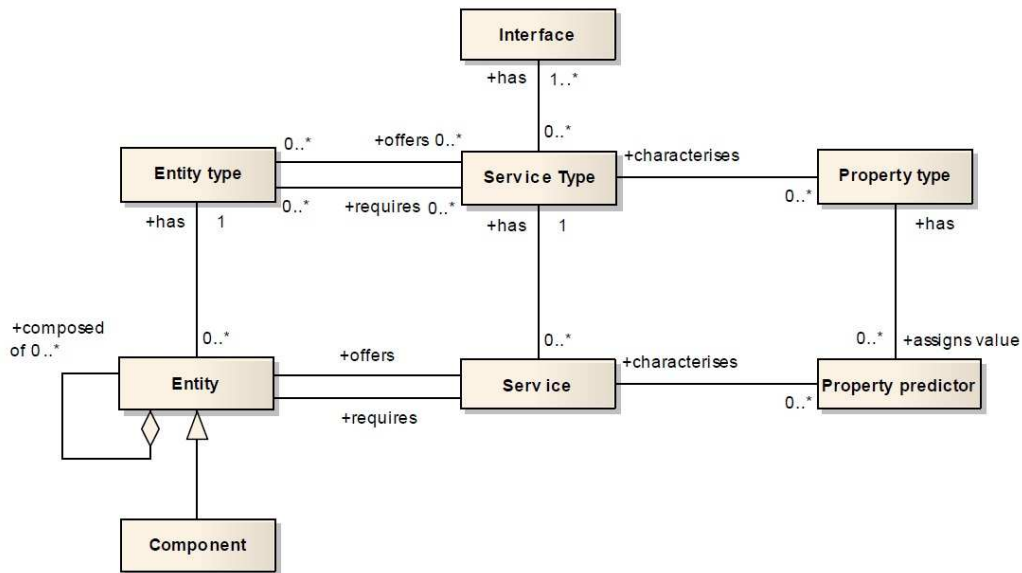 Interface
+has
1..*
0..*
+offers 0..*
0..*
+characterises
Entity type
Service Type
Property type
0..*
+requires 0..*
0..*
+has
1
+has
1
+has
+composed
of 0..*
0..*
0..*
0..*
+assigns value
+offers
+characterises
Entity
Service
Property predictor
+requires
0..*
Component